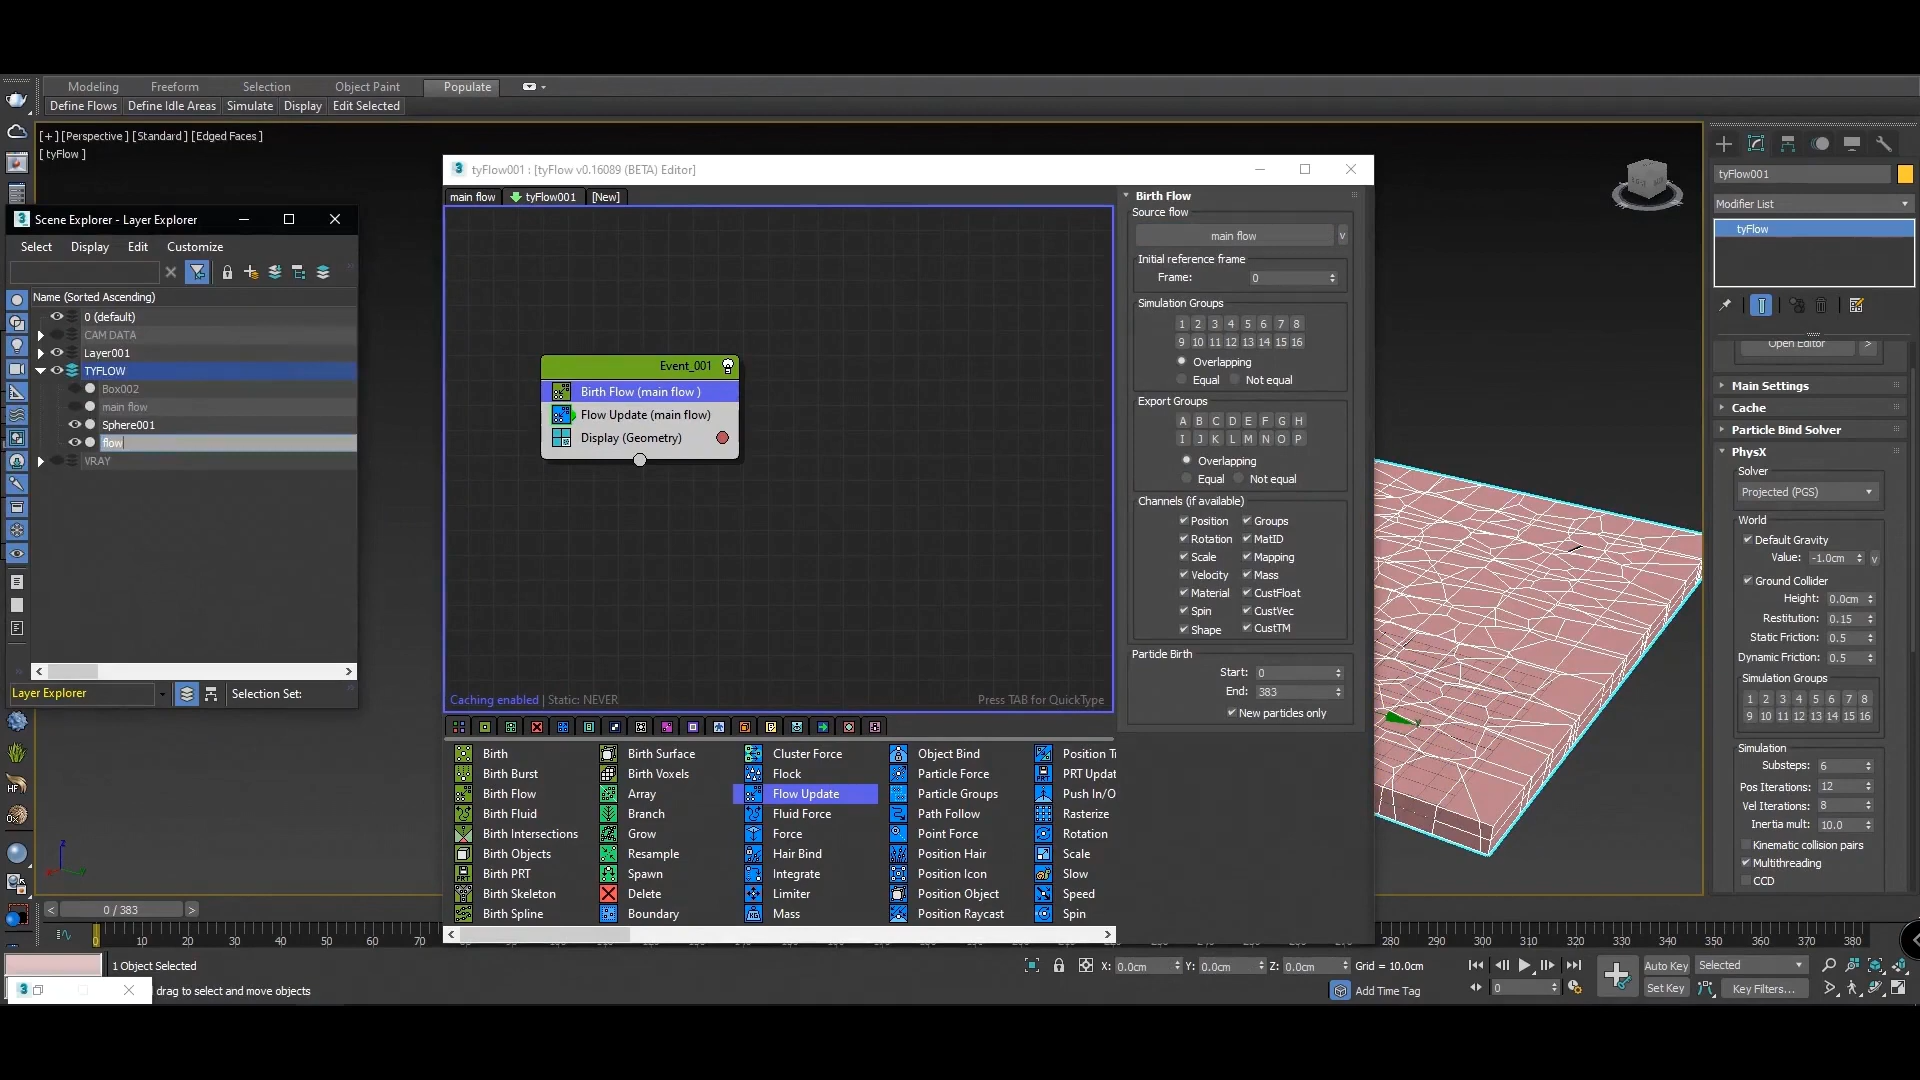 Modeling Freeform Selection Object Paint Populate
Define Flows Define Idle Areas Simulate Display Edit Selected
[+] [Perspective] [Standard] [Edged Faces]
[ tyFlow ]
Scene Explorer - Layer Explorer
Select Display Edit Customize
Name (Sorted Ascending)
0 (default)
CAM DATA
Layer001
TYFLOW
Box002
main flow
Sphere001
flow
VRAY
Layer Explorer Selection Set:
tyFlow001 : [tyFlow v0.16089 (BETA) Editor]
main flow tyFlow001 [New]
Event_001
Birth Flow (main flow )
Flow Update (main flow)
Display (Geometry)
Caching enabled | Static: NEVER Press TAB for QuickType
Birth
Birth Burst
Birth Flow
Birth Fluid
Birth Intersections
Birth Objects
Birth PRT
Birth Skeleton
Birth Spline
Birth Surface
Birth Voxels
Array
Branch
Grow
Resample
Spawn
Delete
Boundary
Cluster Force
Flock
Flow Update
Fluid Force
Force
Hair Bind
Integrate
Limiter
Mass
Object Bind
Particle Force
Particle Groups
Path Follow
Point Force
Position Hair
Position Icon
Position Object
Position Raycast
Position T
PRT Updat
Push In/O
Rasterize
Rotation
Scale
Slow
Speed
Spin
Birth Flow
Source flow
main flow v
Initial reference frame
Frame: 0
Simulation Groups
1 2 3 4 5 6 7 8
9 10 11 12 13 14 15 16
Overlapping
Equal Not equal
Export Groups
A B C D E F G H
I J K L M N O P
Overlapping
Equal Not equal
Channels (if available)
Position Groups
Rotation MatID
Scale Mapping
Velocity Mass
Material CustFloat
Spin CustVec
Shape CustTM
Particle Birth
Start: 0
End: 383
New particles only
tyFlow001
Modifier List
tyFlow
Open Editor >
Main Settings
Cache
Particle Bind Solver
PhysX
Solver
Projected (PGS)
World
Default Gravity
Value: -1.0cm v
Ground Collider
Height: 0.0cm
Restitution: 0.15
Static Friction: 0.5
Dynamic Friction: 0.5
Simulation Groups
1 2 3 4 5 6 7 8
9 10 11 12 13 14 15 16
Simulation
Substeps: 6
Pos Iterations: 12
Vel Iterations: 8
Inertia mult: 10.0
Kinematic collision pairs
Multithreading
CCD
0 / 383
0 10 20 30 40 50 60 70 280 290 300 310 320 330 340 350 360 370 380
1 Object Selected X: 0.0cm Y: 0.0cm Z: 0.0cm Grid = 10.0cm Auto Key Selected
drag to select and move objects Add Time Tag 0 Set Key Key Filters...